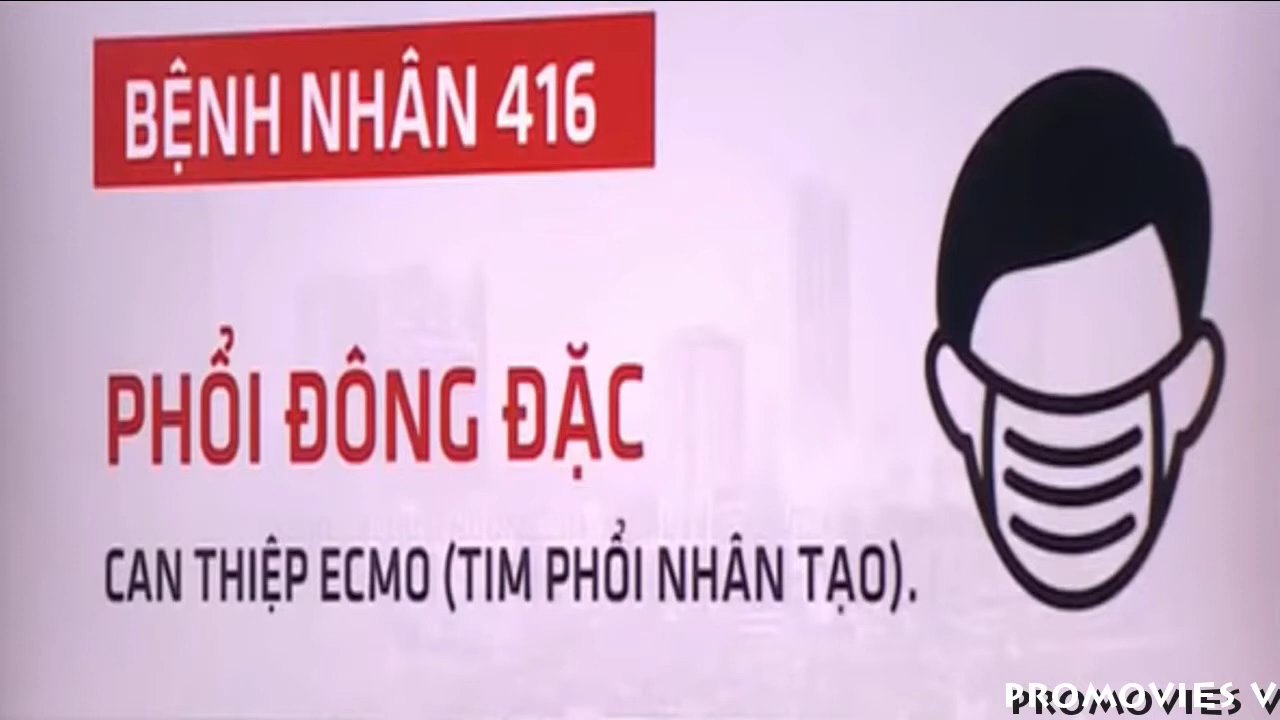 BỆNH NHÂN 416
PHỔI ĐÔNG ĐẶC
CAN THIỆP ECMO (TIM PHỔI NHÂN TẠO).
PROMOVIES V